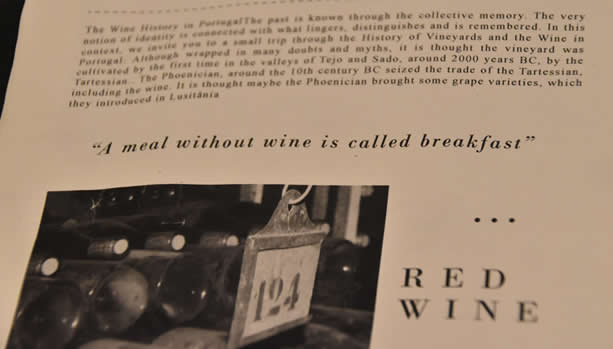 The Wine History in PortugalThe past is known through the collective memory. The very
notion of identity is connected with what lingers, distinguishes and is remembered. In this
context, we invite you to a small trip through the History of Vineyards and the Wine in
Portugal. Although wrapped in many doubts and myths, it is thought the vineyard was
cultivated by the first time in the valleys of Tejo and Sado, around 2000 years BC, by the
Tartessian.. The Phoenician, around the 10th century BC seized the trade of the Tartessian,
including the wine. It is thought maybe the Phoenician brought some grape varieties, which
they introduced in Lusitânia
“A meal without wine is called breakfast”
...
RED
WINE
124